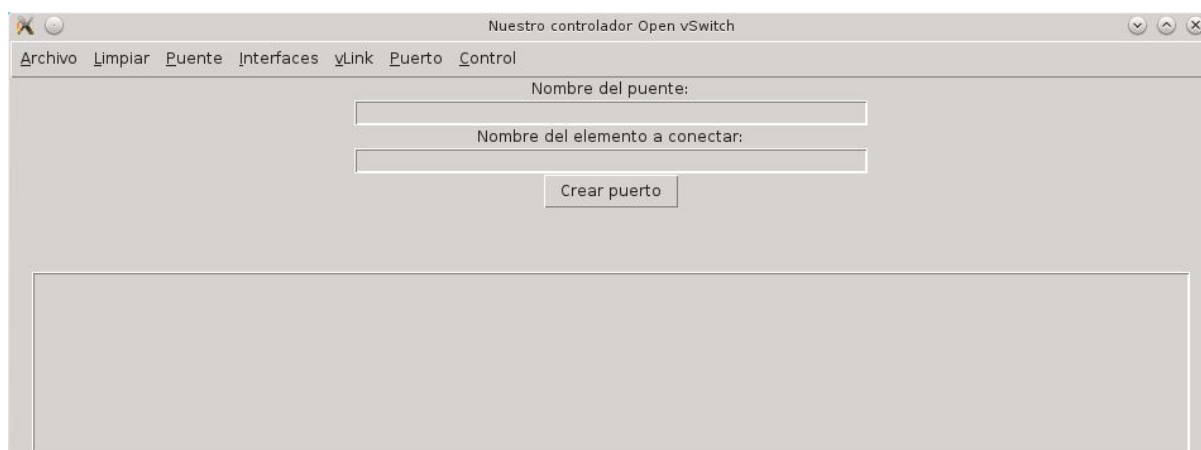 Nuestro controlador Open vSwitch
Archivo Limpiar Puente Interfaces vLink Puerto Control
Nombre del puente:
Nombre del elemento a conectar:
Crear puerto